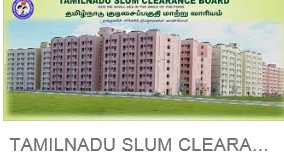 TAMILNADU SLUM CLEARANCE BOARD
தமிழ்நாடு குடிசைப்பகுதி மாற்று வாரியம்
TAMILNADU SLUM CLEARA...